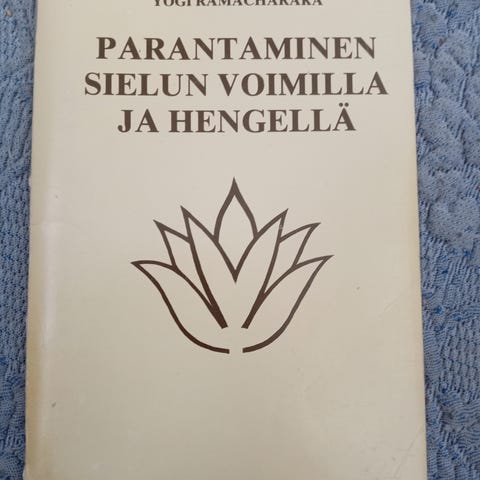 YOGI RAMACHARAKA
PARANTAMINEN
SIELUN VOIMILLA
JA HENGELLÄ